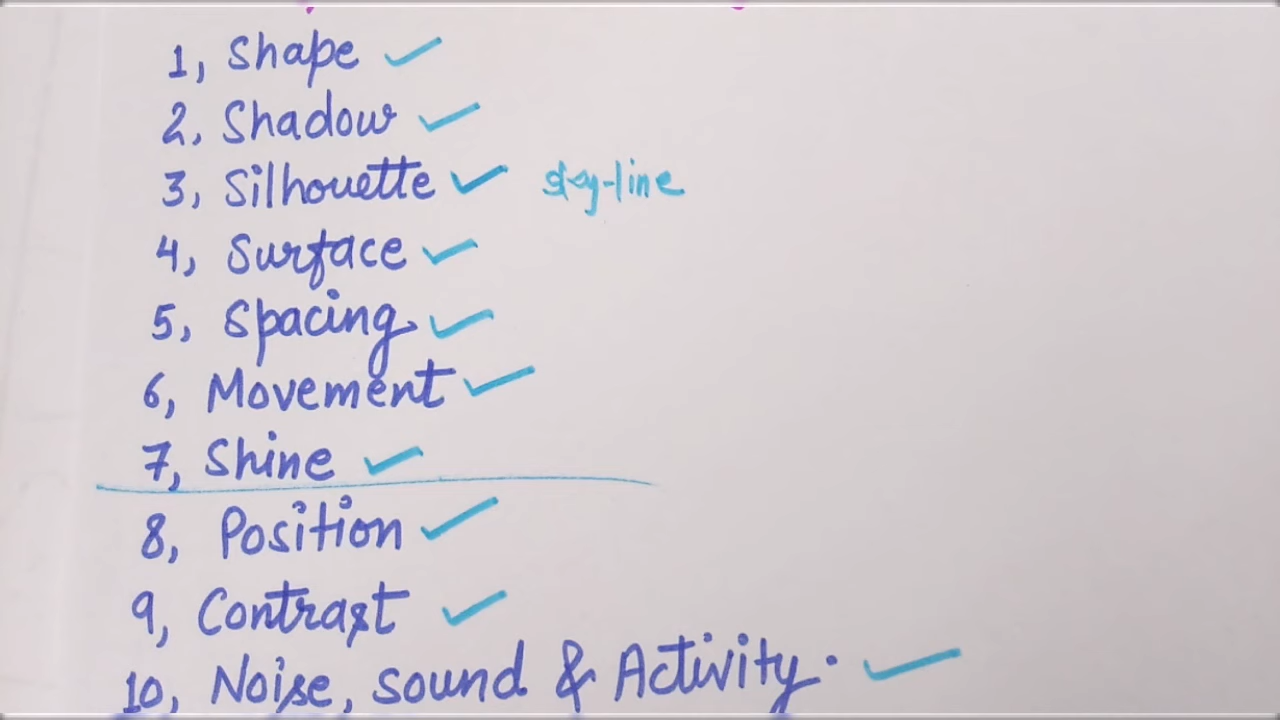 1, Shape
2, Shadow
3, Silhouette sky-line
4, Surface
5, Spacing
6, Movement
7, Shine
8, Position
9, Contrast
10, Noise, sound & Activity.